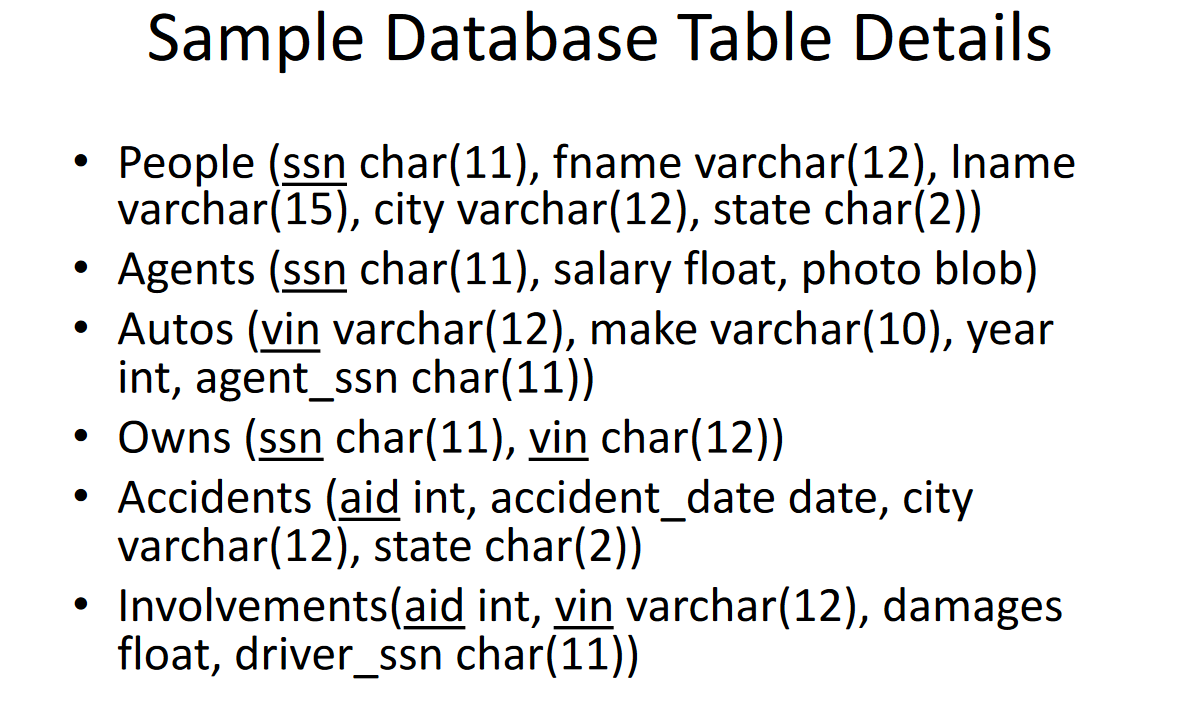 Sample Database Table Details
• People (ssn char(11), fname varchar(12), lname
varchar(15), city varchar(12), state char(2))
• Agents (ssn char(11), salary float, photo blob)
• Autos (vin varchar(12), make varchar(10), year
int, agent_ssn char(11))
• Owns (ssn char(11), vin char(12))
• Accidents (aid int, accident_date date, city
varchar(12), state char(2))
• Involvements(aid int, vin varchar(12), damages
float, driver_ssn char(11))